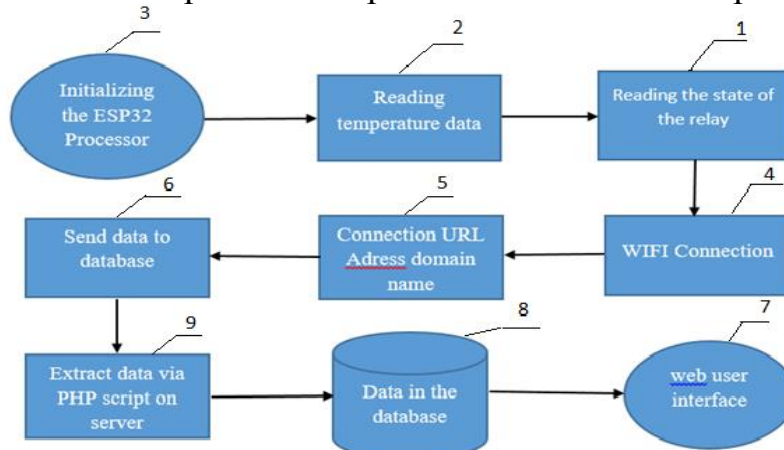 3
2
1
Initializing
the ESP32
Processor
Reading
temperature data
Reading the state of
the relay
6
5
4
Send data to
database
Connection URL
Adress domain
name
WIFI Connection
9
8
7
Extract data via
PHP script on
server
Data in the
database
web user
interface